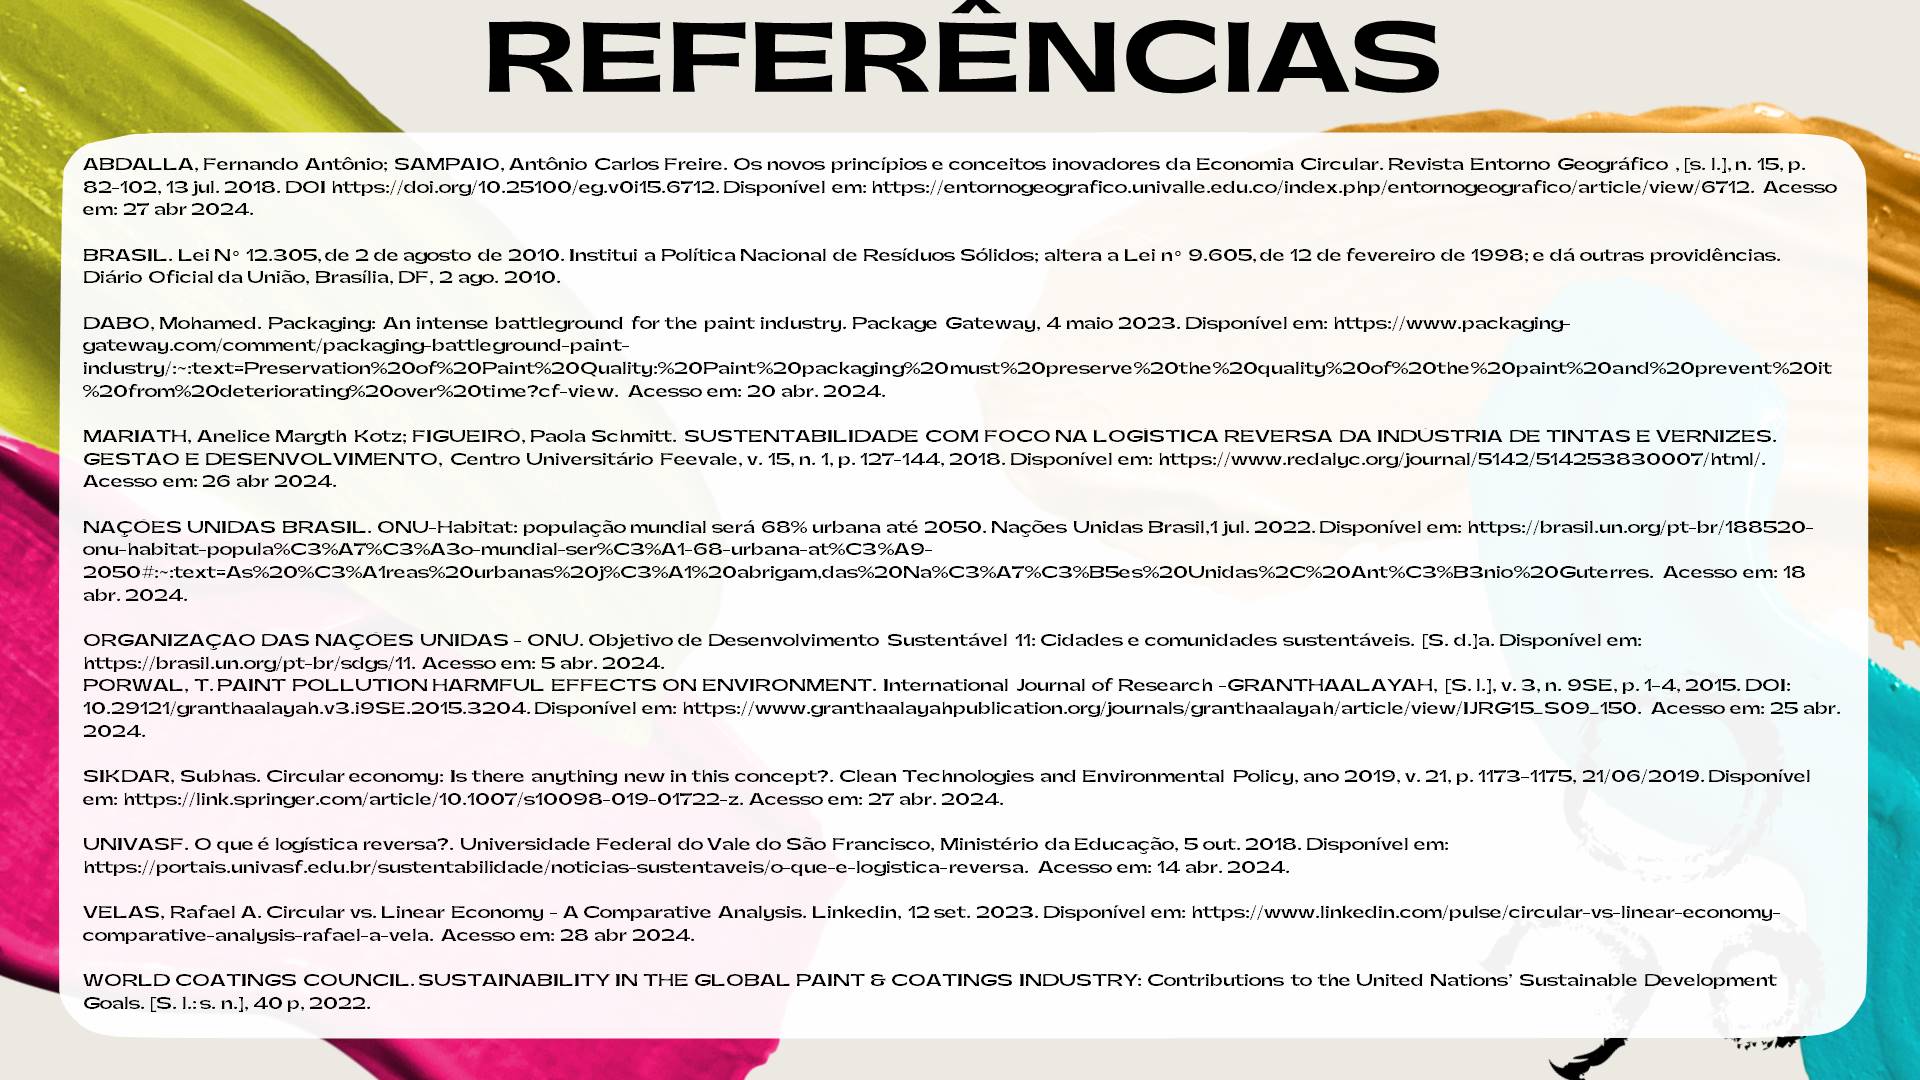 REFERÊNCIAS
ABDALLA, Fernando Antônio; SAMPAIO, Antônio Carlos Freire. Os novos princípios e conceitos inovadores da Economia Circular. Revista Entorno Geográfico , [s. l.], n. 15, p.
82-102, 13 jul. 2018. DOI https://doi.org/10.25100/eg.v0i15.6712. Disponível em: https://entornogeografico.univalle.edu.co/index.php/entornogeografico/article/view/6712. Acesso
em: 27 abr 2024.
BRASIL. Lei N° 12.305, de 2 de agosto de 2010. Institui a Política Nacional de Resíduos Sólidos; altera a Lei n° 9.605, de 12 de fevereiro de 1998; e dá outras providências.
Diário Oficial da União, Brasília, DF, 2 ago. 2010.
DABO, Mohamed. Packaging: An intense battleground for the paint industry. Package Gateway, 4 maio 2023. Disponível em: https://www.packaging-
gateway.com/comment/packaging-battleground-paint-
industry/:~:text=Preservation%20of%20Paint%20Quality:%20Paint%20packaging%20must%20preserve%20the%20quality%20of%20the%20paint%20and%20prevent%20it
%20from%20deteriorating%20over%20time?cf-view. Acesso em: 20 abr. 2024.
MARIATH, Anelice Margth Kotz; FIGUEIRÓ, Paola Schmitt. SUSTENTABILIDADE COM FOCO NA LOGÍSTICA REVERSA DA INDÚSTRIA DE TINTAS E VERNIZES.
GESTÃO E DESENVOLVIMENTO, Centro Universitário Feevale, v. 15, n. 1, p. 127-144, 2018. Disponível em: https://www.redalyc.org/journal/5142/514253830007/html/.
Acesso em: 26 abr 2024.
NAÇÕES UNIDAS BRASIL. ONU-Habitat: população mundial será 68% urbana até 2050. Nações Unidas Brasil,1 jul. 2022. Disponível em: https://brasil.un.org/pt-br/188520-
onu-habitat-popula%C3%A7%C3%A3o-mundial-ser%C3%A1-68-urbana-at%C3%A9-
2050#:~:text=As%20%C3%A1reas%20urbanas%20j%C3%A1%20abrigam,das%20Na%C3%A7%C3%B5es%20Unidas%2C%20Ant%C3%B3nio%20Guterres. Acesso em: 18
abr. 2024.
ORGANIZAÇÃO DAS NAÇÕES UNIDAS - ONU. Objetivo de Desenvolvimento Sustentável 11: Cidades e comunidades sustentáveis. [S. d.]a. Disponível em:
https://brasil.un.org/pt-br/sdgs/11. Acesso em: 5 abr. 2024.
PORWAL, T. PAINT POLLUTION HARMFUL EFFECTS ON ENVIRONMENT. International Journal of Research -GRANTHAALAYAH, [S. l.], v. 3, n. 9SE, p. 1-4, 2015. DOI:
10.29121/granthaalayah.v3.i9SE.2015.3204. Disponível em: https://www.granthaalayahpublication.org/journals/granthaalayah/article/view/IJRG15_S09_150. Acesso em: 25 abr.
2024.
SIKDAR, Subhas. Circular economy: Is there anything new in this concept?. Clean Technologies and Environmental Policy, ano 2019, v. 21, p. 1173-1175, 21/06/2019. Disponível
em: https://link.springer.com/article/10.1007/s10098-019-01722-z. Acesso em: 27 abr. 2024.
UNIVASF. O que é logística reversa?. Universidade Federal do Vale do São Francisco, Ministério da Educação, 5 out. 2018. Disponível em:
https://portais.univasf.edu.br/sustentabilidade/noticias-sustentaveis/o-que-e-logistica-reversa. Acesso em: 14 abr. 2024.
VELAS, Rafael A. Circular vs. Linear Economy - A Comparative Analysis. Linkedin, 12 set. 2023. Disponível em: https://www.linkedin.com/pulse/circular-vs-linear-economy-
comparative-analysis-rafael-a-vela. Acesso em: 28 abr 2024.
WORLD COATINGS COUNCIL. SUSTAINABILITY IN THE GLOBAL PAINT & COATINGS INDUSTRY: Contributions to the United Nations’ Sustainable Development
Goals. [S. l.: s. n.], 40 p, 2022.